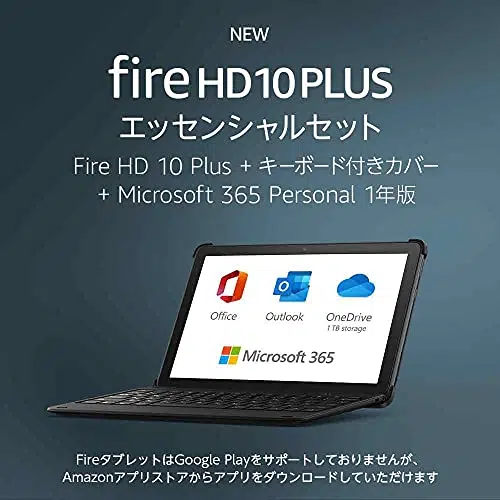 NEW
fireHD10PLUS
エッセンシャルセット
Fire HD 10 Plus + キーボード付きカバー
+ Microsoft 365 Personal 1年版
Office
Outlook
OneDrive
1 TB storage
Microsoft 365
FireタブレットはGoogle Playをサポートしておりませんが、
Amazonアプリストアからアプリをダウンロードしていただけます